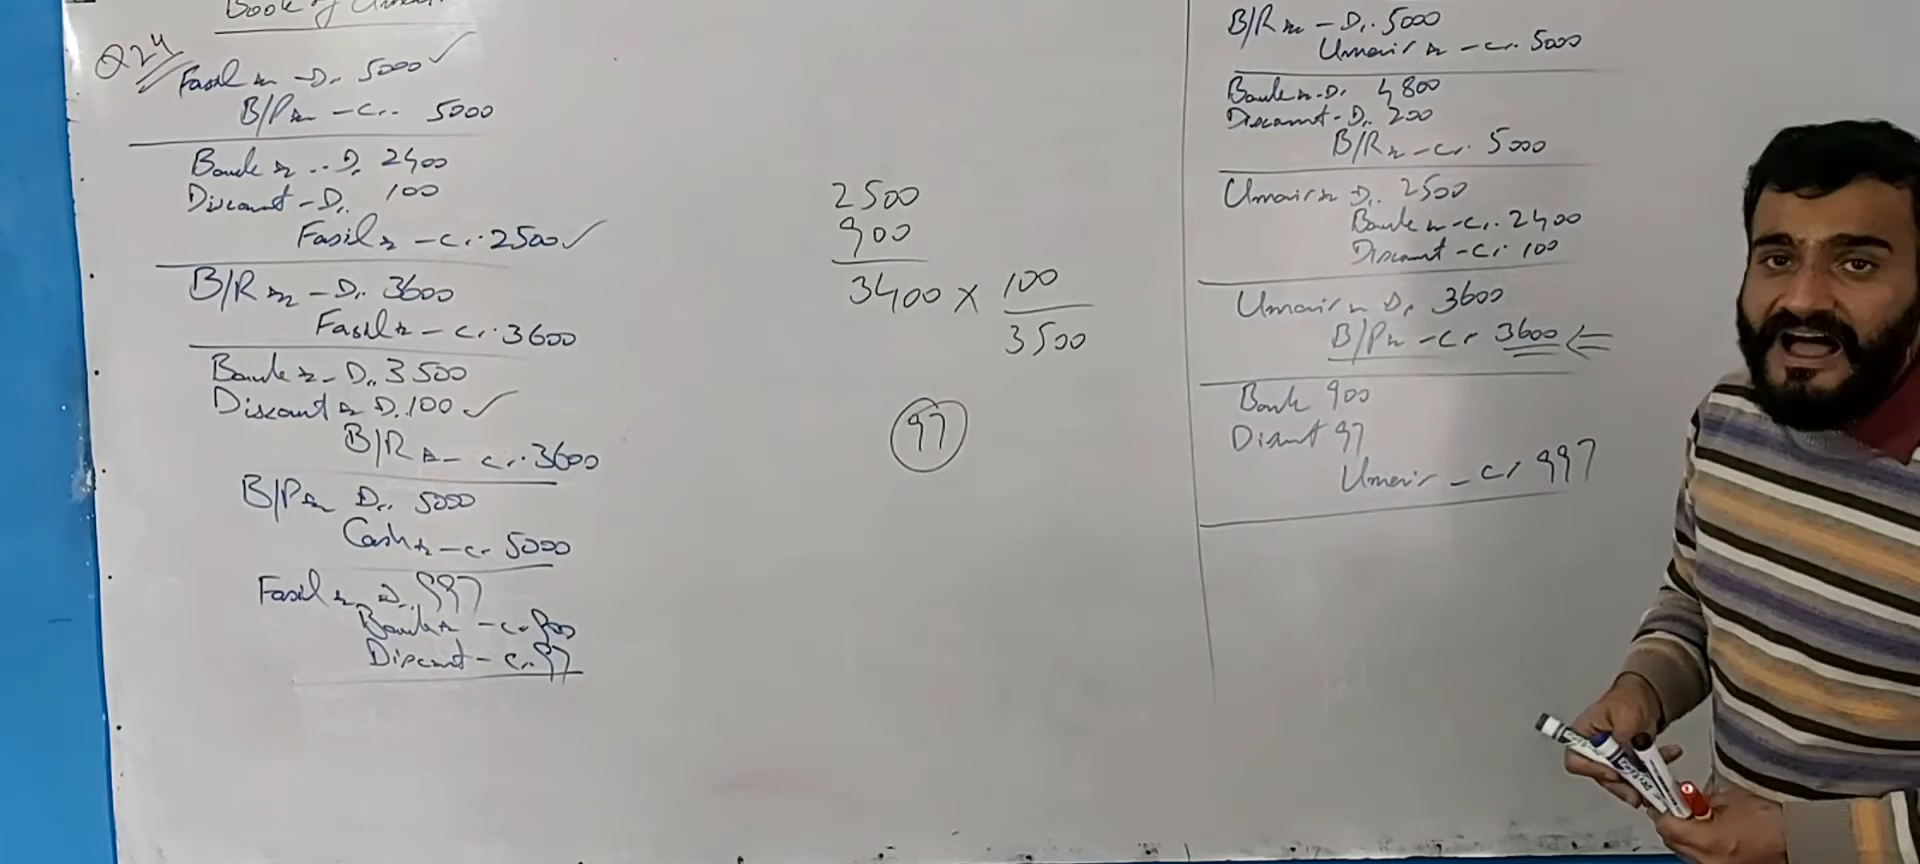 Book of
Q24
Fasil a/c - Dr. 5000 ✓
B/P a/c - Cr. 5000
Bank a/c - Dr. 2400
Discount - Dr. 100
Fasil a/c - Cr. 2500 ✓
B/R a/c - Dr. 3600
Fasil a/c - Cr. 3600
Bank a/c - Dr. 3500
Discount a/c Dr. 100 ✓
B/R a/c - Cr. 3600
B/P a/c Dr. 5000
Cash a/c - Cr 5000
Fasil a/c Dr. 997
Bank a/c - Cr. 900
Discount - Cr. 97
2500
900
3400 × 100
3500
97
B/R a/c - Dr. 5000
Umair a/c - Cr. 5000
Bank a/c - Dr. 4800
Discount - Dr. 200
B/R a/c - Cr. 5000
Umair a/c Dr. 2500
Bank a/c - Cr. 2400
Discount - Cr. 100
Umair a/c Dr. 3600
B/P a/c - Cr 3600
Bank 900
Disunt 97
Umair - Cr 997